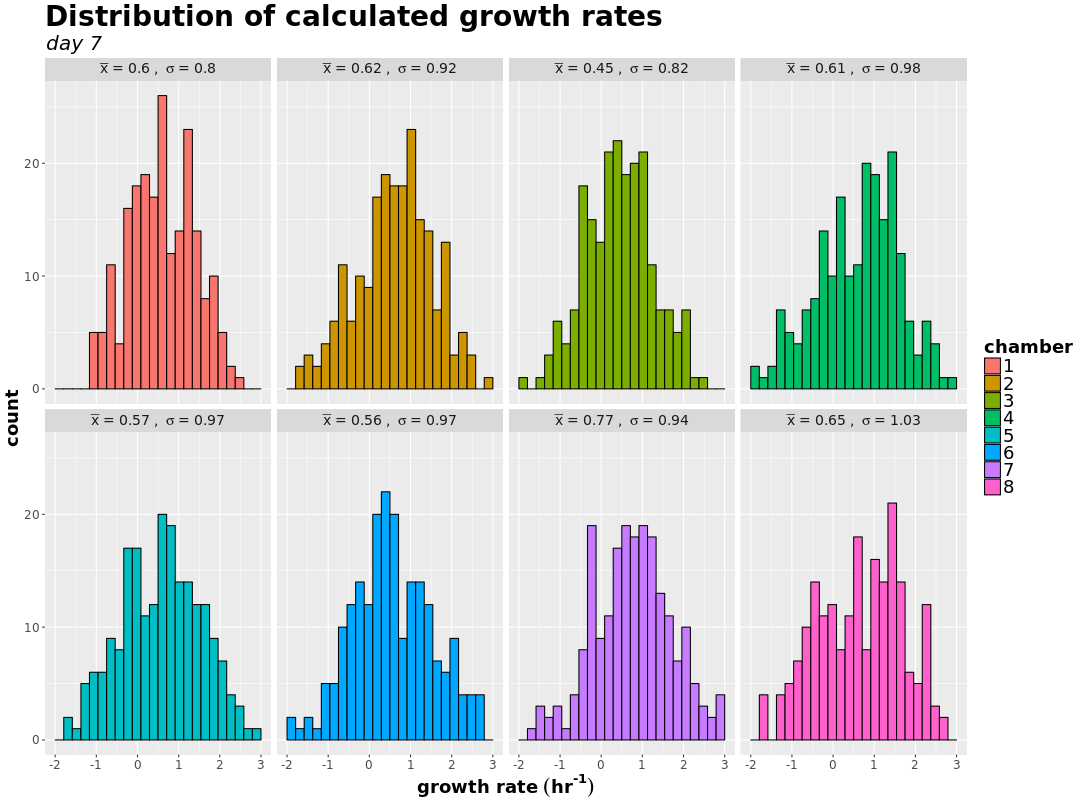 Distribution of calculated growth rates
day 7
x̅ = 0.6 , σ = 0.8
x̅ = 0.62 , σ = 0.92
x̅ = 0.45 , σ = 0.82
x̅ = 0.61 , σ = 0.98
20
10
0
x̅ = 0.57 , σ = 0.97
x̅ = 0.56 , σ = 0.97
x̅ = 0.77 , σ = 0.94
x̅ = 0.65 , σ = 1.03
20
10
0
-2 -1 0 1 2 3
-2 -1 0 1 2 3
-2 -1 0 1 2 3
-2 -1 0 1 2 3
count
growth rate (hr⁻¹)
chamber
1
2
3
4
5
6
7
8